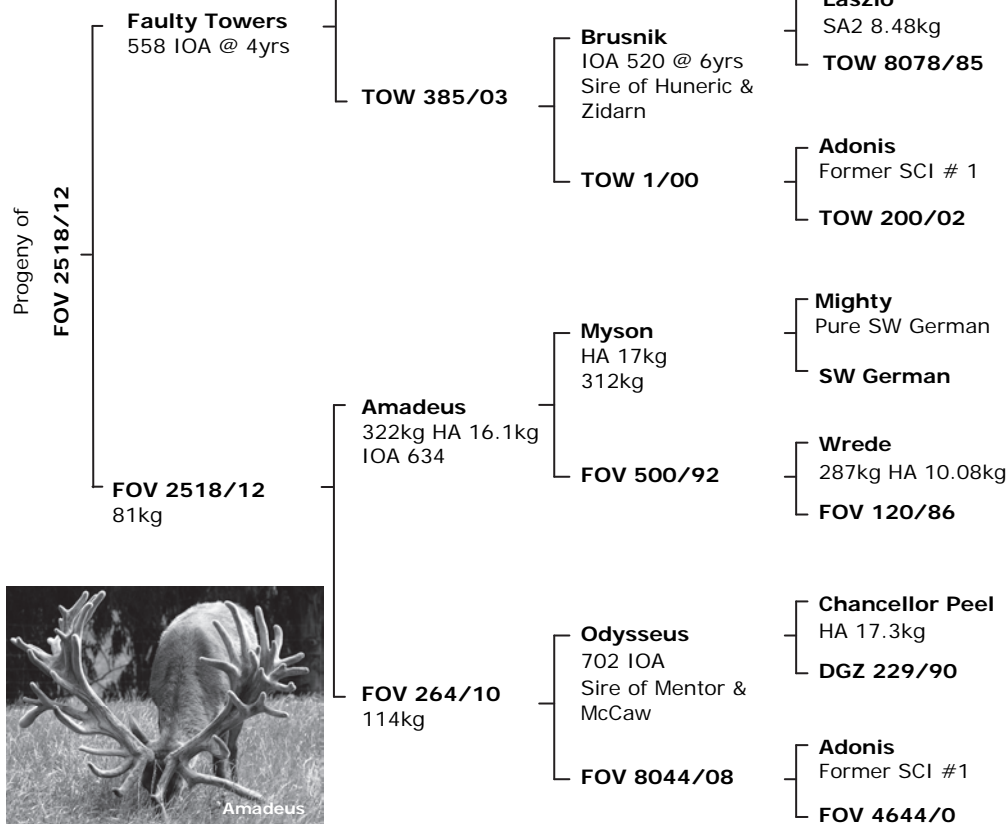 Progeny of
FOV 2518/12
Faulty Towers
558 IOA @ 4yrs
TOW 385/03
Brusnik
IOA 520 @ 6yrs
Sire of Huneric &
Zidarn
TOW 1/00
Laszlo
SA2 8.48kg
TOW 8078/85
Adonis
Former SCI # 1
TOW 200/02
FOV 2518/12
81kg
Amadeus
322kg HA 16.1kg
IOA 634
FOV 264/10
114kg
Myson
HA 17kg
312kg
FOV 500/92
Mighty
Pure SW German
SW German
Wrede
287kg HA 10.08kg
FOV 120/86
Odysseus
702 IOA
Sire of Mentor &
McCaw
FOV 8044/08
Chancellor Peel
HA 17.3kg
DGZ 229/90
Adonis
Former SCI #1
FOV 4644/0
Amadeus